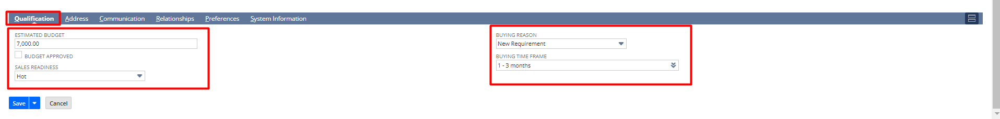 Qualification Address Communication Relationships Preferences System Information
ESTIMATED BUDGET
7,000.00
BUDGET APPROVED
SALES READINESS
Hot
BUYING REASON
New Requirement
BUYING TIME FRAME
1 - 3 months
Save Cancel